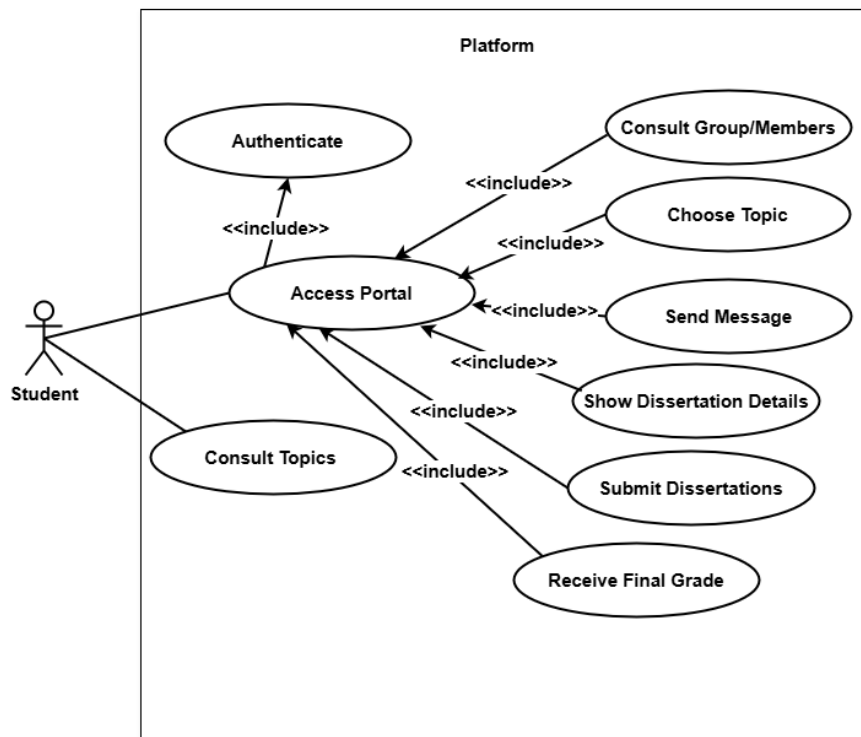 Platform
Authenticate
Consult Group/Members
<<include>>
Choose Topic
<<include>>
<<include>>
Access Portal
<<include>>
Send Message
<<include>>
Show Dissertation Details
Student
<<include>>
Consult Topics
<<include>>
Submit Dissertations
Receive Final Grade